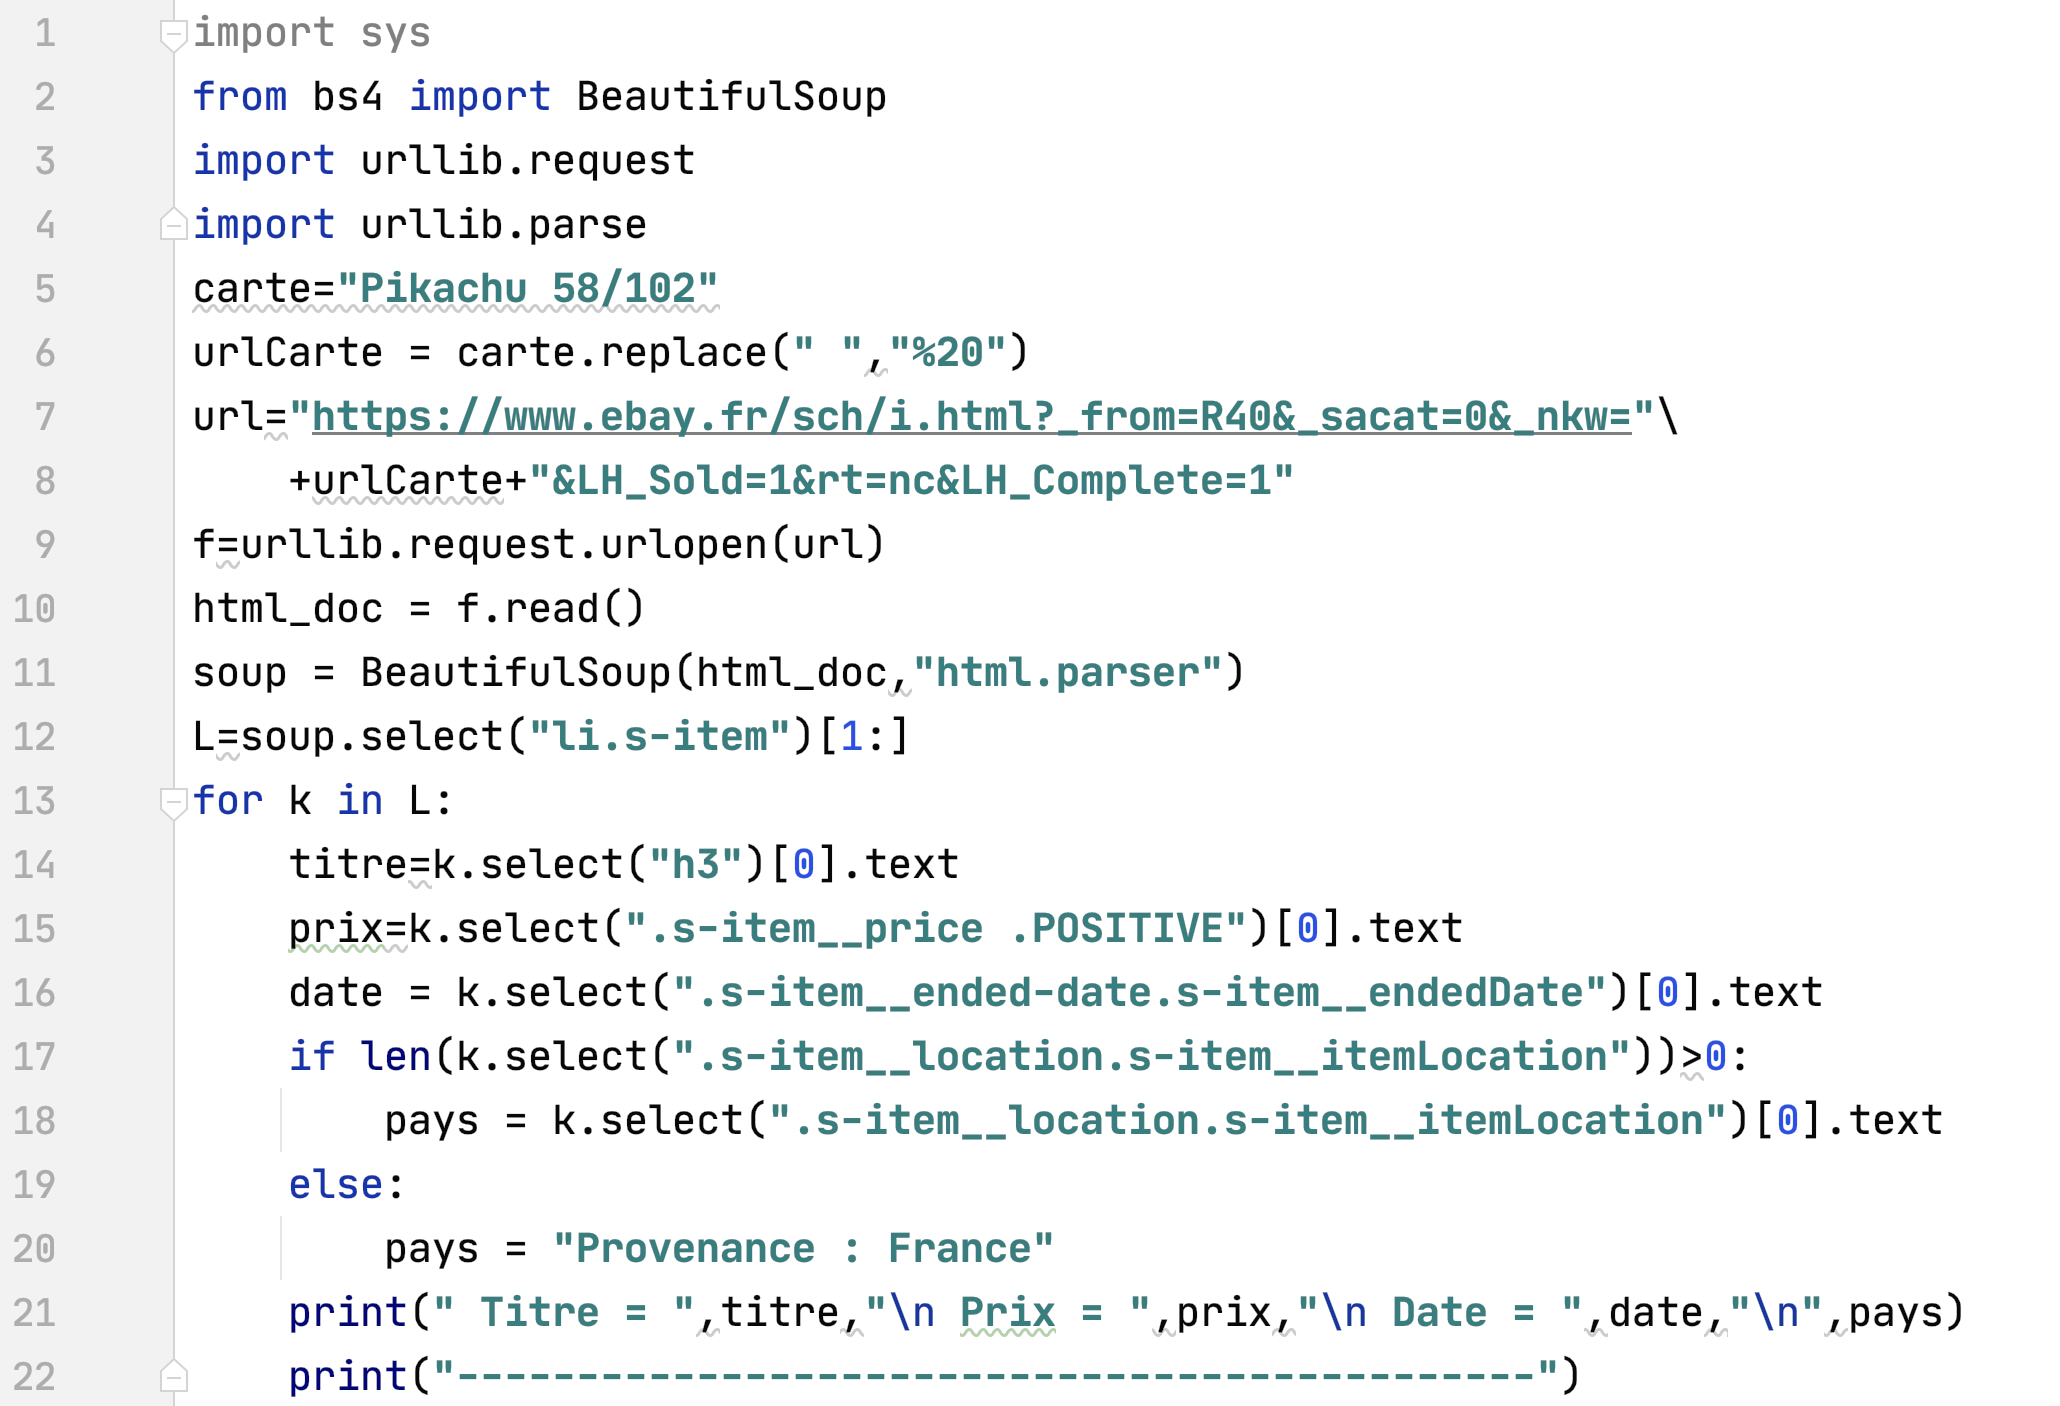 1 import sys
2 from bs4 import BeautifulSoup
3 import urllib.request
4 import urllib.parse
5 carte="Pikachu 58/102"
6 urlCarte = carte.replace(" ","%20")
7 url="https://www.ebay.fr/sch/i.html?_from=R40&_sacat=0&_nkw="\
8     +urlCarte+"&LH_Sold=1&rt=nc&LH_Complete=1"
9 f=urllib.request.urlopen(url)
10 html_doc = f.read()
11 soup = BeautifulSoup(html_doc,"html.parser")
12 L=soup.select("li.s-item")[1:]
13 for k in L:
14     titre=k.select("h3")[0].text
15     prix=k.select(".s-item__price .POSITIVE")[0].text
16     date = k.select(".s-item__ended-date.s-item__endedDate")[0].text
17     if len(k.select(".s-item__location.s-item__itemLocation"))>0:
18         pays = k.select(".s-item__location.s-item__itemLocation")[0].text
19     else:
20         pays = "Provenance : France"
21     print(" Titre = ",titre,"\n Prix = ",prix,"\n Date = ",date,"\n",pays)
22     print("---------------------------------------------")